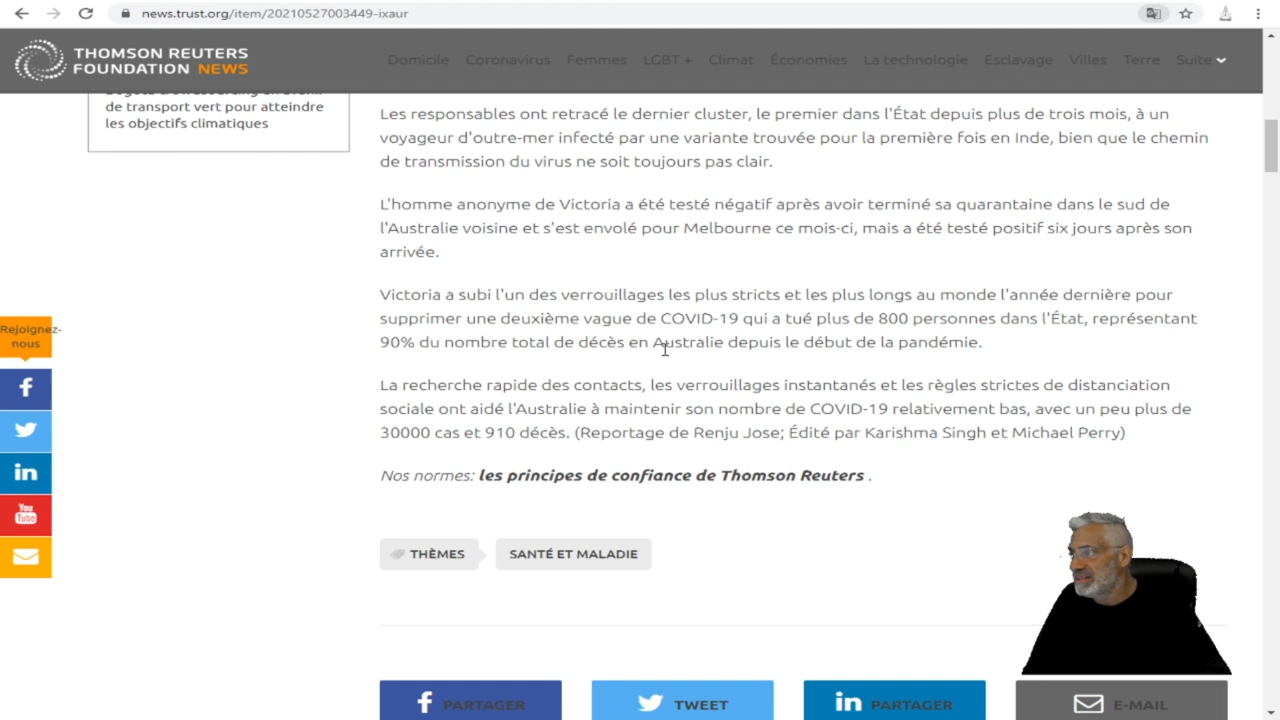 news.trust.org/item/20210527003449-ixaur
THOMSON REUTERS
FOUNDATION NEWS
Domicile Coronavirus Femmes LGBT + Climat Économies La technologie Esclavage Villes Terre Suite
de transport vert pour atteindre
les objectifs climatiques
Les responsables ont retracé le dernier cluster, le premier dans l'État depuis plus de trois mois, à un
voyageur d'outre-mer infecté par une variante trouvée pour la première fois en Inde, bien que le chemin
de transmission du virus ne soit toujours pas clair.
L'homme anonyme de Victoria a été testé négatif après avoir terminé sa quarantaine dans le sud de
l'Australie voisine et s'est envolé pour Melbourne ce mois-ci, mais a été testé positif six jours après son
arrivée.
Victoria a subi l'un des verrouillages les plus stricts et les plus longs au monde l'année dernière pour
supprimer une deuxième vague de COVID-19 qui a tué plus de 800 personnes dans l'État, représentant
90% du nombre total de décès en Australie depuis le début de la pandémie.
La recherche rapide des contacts, les verrouillages instantanés et les règles strictes de distanciation
sociale ont aidé l'Australie à maintenir son nombre de COVID-19 relativement bas, avec un peu plus de
30000 cas et 910 décès. (Reportage de Renju Jose; Édité par Karishma Singh et Michael Perry)
Nos normes: les principes de confiance de Thomson Reuters .
THÈMES SANTÉ ET MALADIE
Rejoignez-
nous
You
Tube
PARTAGER TWEET PARTAGER E-MAIL